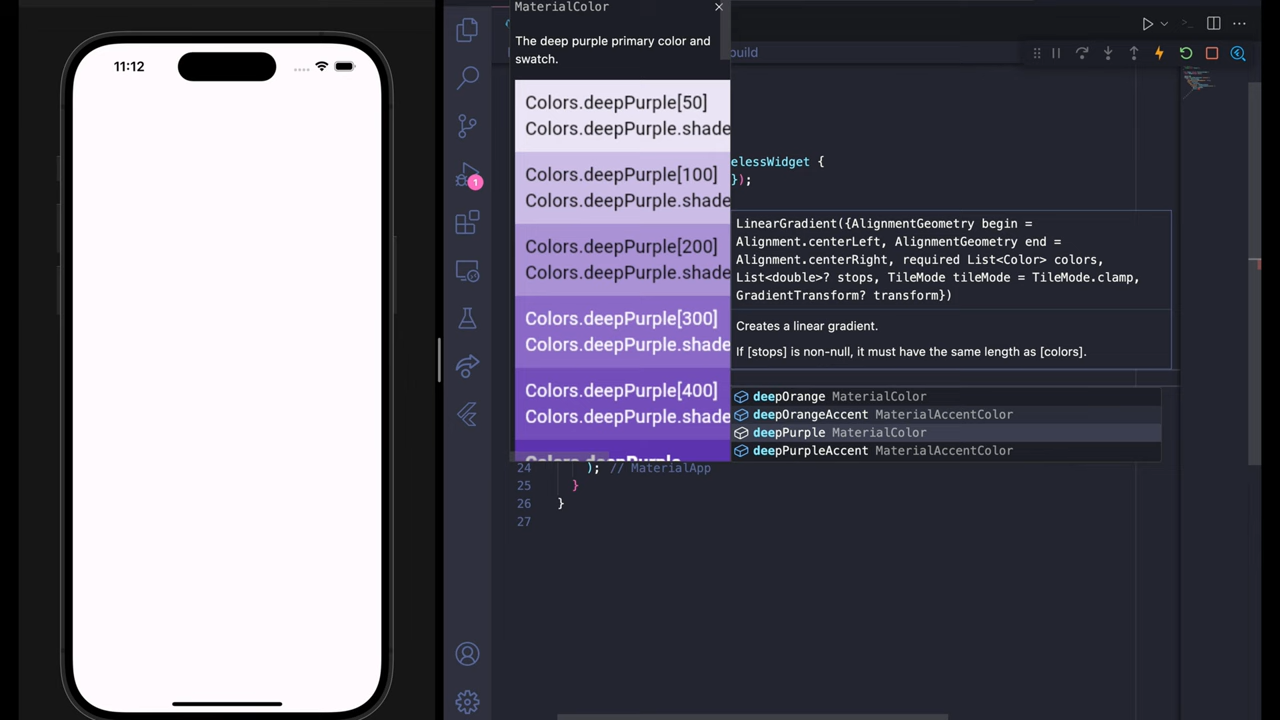 11:12
1
MaterialColor
The deep purple primary color and
swatch.
Colors.deepPurple[50]
Colors.deepPurple.shade
Colors.deepPurple[100]
Colors.deepPurple.shade
Colors.deepPurple[200]
Colors.deepPurple.shade
Colors.deepPurple[300]
Colors.deepPurple.shade
Colors.deepPurple[400]
Colors.deepPurple.shade
build
elessWidget {
});
LinearGradient({AlignmentGeometry begin =
Alignment.centerLeft, AlignmentGeometry end =
Alignment.centerRight, required List<Color> colors,
List<double>? stops, TileMode tileMode = TileMode.clamp,
GradientTransform? transform})
Creates a linear gradient.
If [stops] is non-null, it must have the same length as [colors].
deepOrange MaterialColor
deepOrangeAccent MaterialAccentColor
deepPurple MaterialColor
deepPurpleAccent MaterialAccentColor
24 ); // MaterialApp
25 }
26 }
27